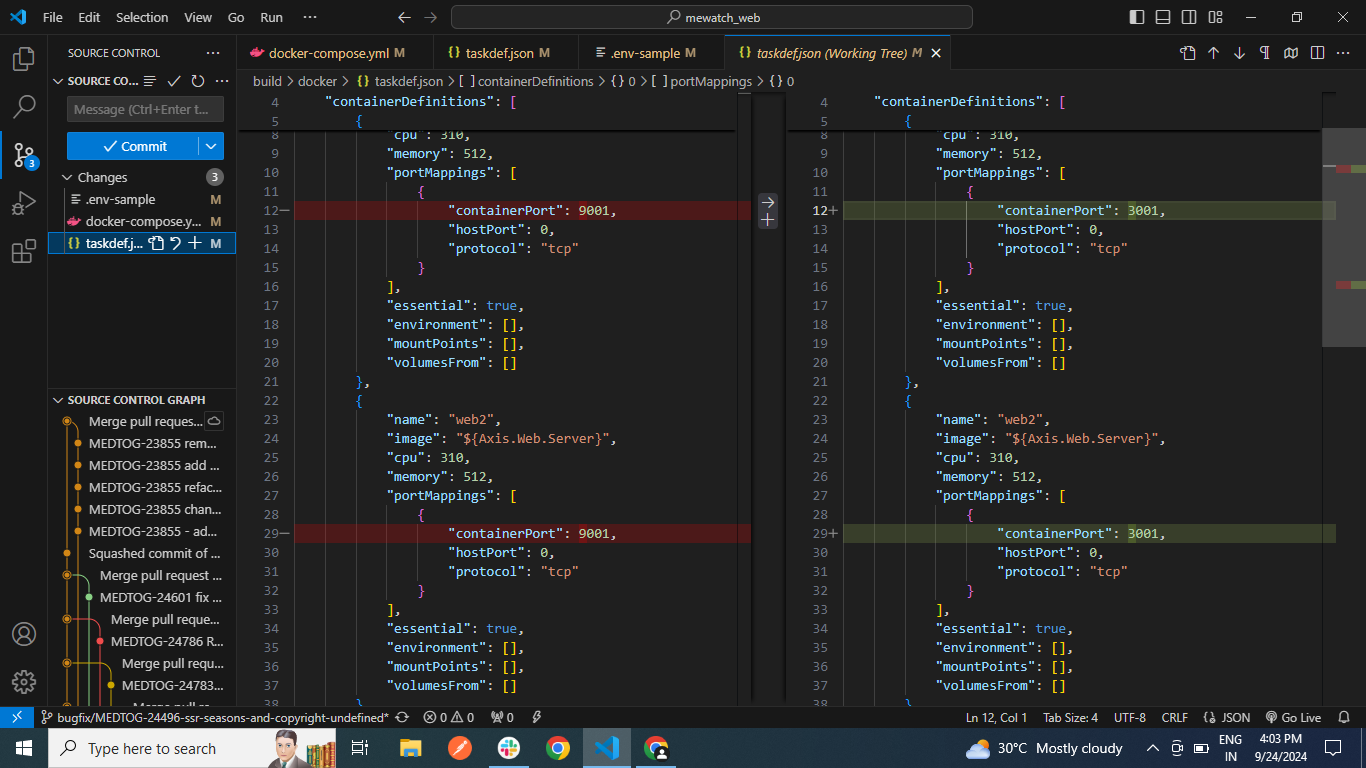 File Edit Selection View Go Run ··· mewatch_web
SOURCE CONTROL ···
SOURCE CO... ···
Message (Ctrl+Enter t...
Commit
Changes 3
.env-sample M
docker-compose.y... M
taskdef.j... M
3
SOURCE CONTROL GRAPH
Merge pull reques...
MEDTOG-23855 rem...
MEDTOG-23855 add ...
MEDTOG-23855 refac...
MEDTOG-23855 chan...
MEDTOG-23855 - ad...
Squashed commit of ...
Merge pull request ...
MEDTOG-24601 fix ...
Merge pull reque...
MEDTOG-24786 R...
Merge pull requ...
MEDTOG-24783...
docker-compose.yml M taskdef.json M .env-sample M taskdef.json (Working Tree) M ···
build > docker > {} taskdef.json > [ ] containerDefinitions > {} 0 > [ ] portMappings > {} 0
4 "containerDefinitions": [
5 {
8 "cpu": 310,
9 "memory": 512,
10 "portMappings": [
11 {
12− "containerPort": 9001,
13 "hostPort": 0,
14 "protocol": "tcp"
15 }
16 ],
17 "essential": true,
18 "environment": [],
19 "mountPoints": [],
20 "volumesFrom": []
21 },
22 {
23 "name": "web2",
24 "image": "${Axis.Web.Server}",
25 "cpu": 310,
26 "memory": 512,
27 "portMappings": [
28 {
29− "containerPort": 9001,
30 "hostPort": 0,
31 "protocol": "tcp"
32 }
33 ],
34 "essential": true,
35 "environment": [],
36 "mountPoints": [],
37 "volumesFrom": []
38 }
4 "containerDefinitions": [
5 {
8 "cpu": 310,
9 "memory": 512,
10 "portMappings": [
11 {
12+ "containerPort": 3001,
13 "hostPort": 0,
14 "protocol": "tcp"
15 }
16 ],
17 "essential": true,
18 "environment": [],
19 "mountPoints": [],
20 "volumesFrom": []
21 },
22 {
23 "name": "web2",
24 "image": "${Axis.Web.Server}",
25 "cpu": 310,
26 "memory": 512,
27 "portMappings": [
28 {
29+ "containerPort": 3001,
30 "hostPort": 0,
31 "protocol": "tcp"
32 }
33 ],
34 "essential": true,
35 "environment": [],
36 "mountPoints": [],
37 "volumesFrom": []
38 }
bugfix/MEDTOG-24496-ssr-seasons-and-copyright-undefined* 0 0 0 Ln 12, Col 1 Tab Size: 4 UTF-8 CRLF {} JSON Go Live
Type here to search 30°C Mostly cloudy ENG IN 4:03 PM 9/24/2024